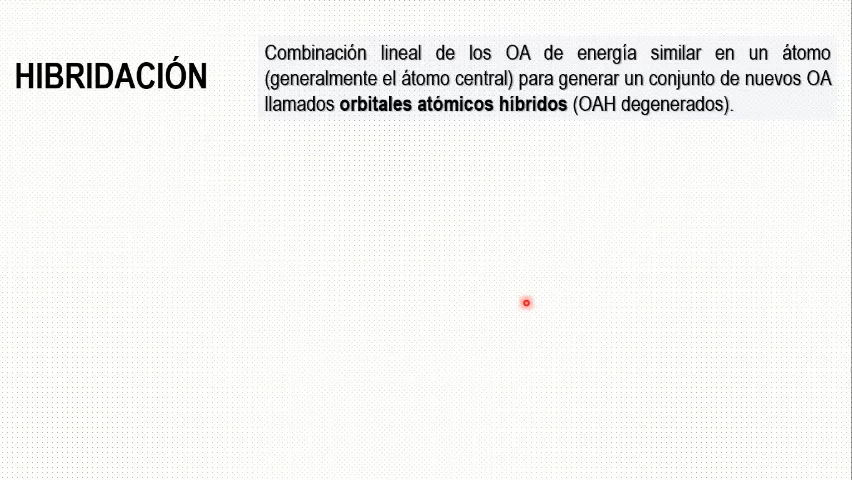 HIBRIDACIÓN
Combinación lineal de los OA de energía similar en un átomo
(generalmente el átomo central) para generar un conjunto de nuevos OA
llamados orbitales atómicos híbridos (OAH degenerados).